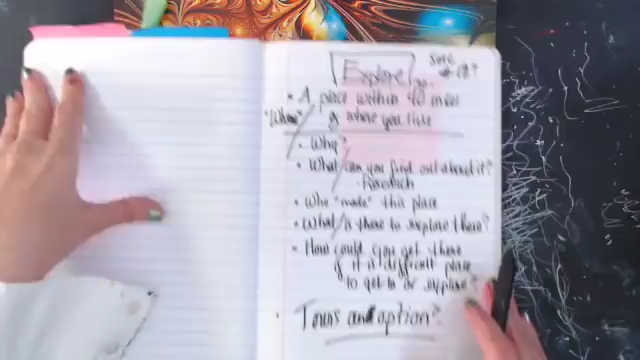 Explore
• A place within 40 miles
"Where" of where you live
• Why?
• What can you find out about it?
• Research
• Who "made" this place
• What is there to explore there?
• How could you get there
if it is difficult place
to get to or explore?
Tours an option?